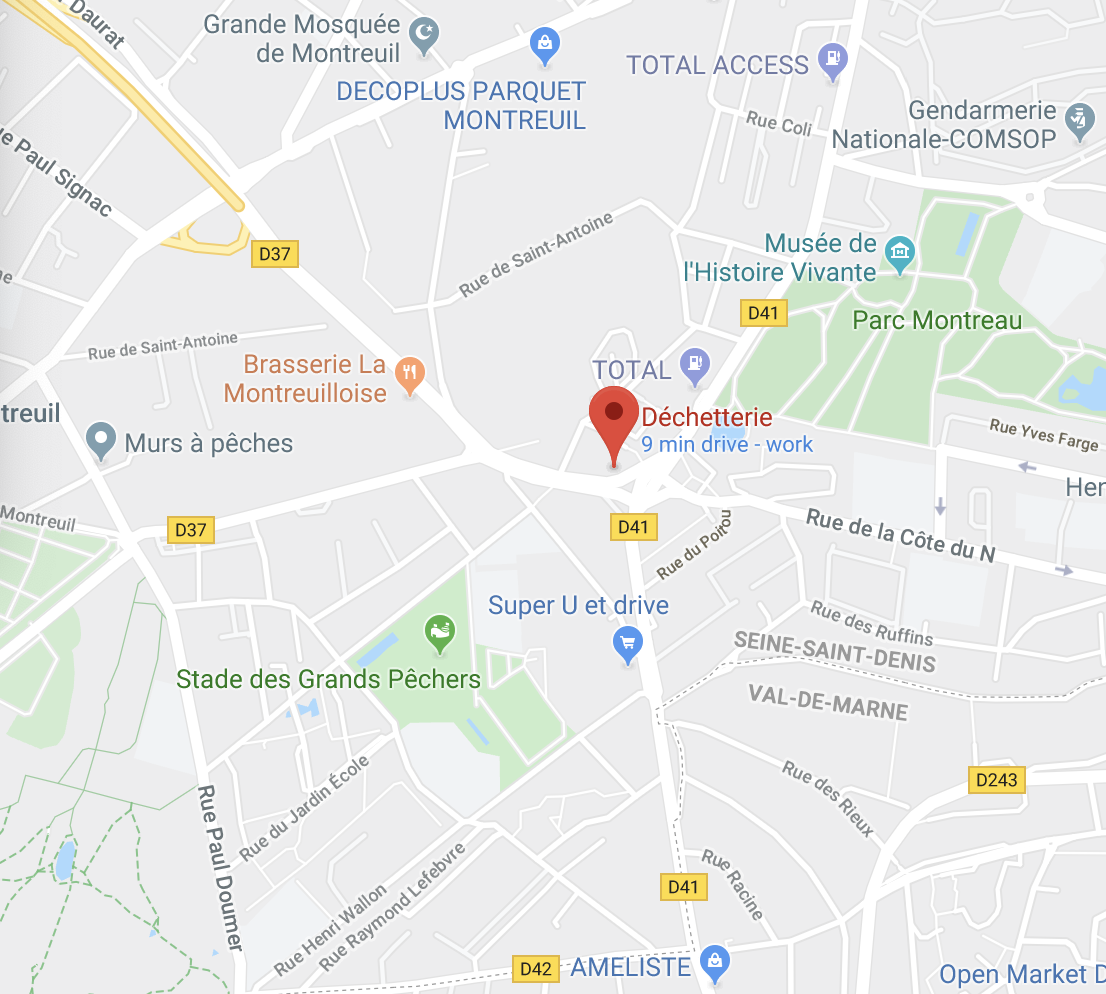 Daurat
Grande Mosquée
de Montreuil
DECOPLUS PARQUET
MONTREUIL
TOTAL ACCESS
Rue Coli
Gendarmerie
Nationale-COMSOP
Paul Signac
D37
Rue de Saint-Antoine
Musée de
l'Histoire Vivante
D41
Parc Montreau
Rue de Saint-Antoine
Brasserie La
Montreuilloise
TOTAL
Déchetterie
9 min drive - work
treuil
Murs à pêches
Rue Yves Farge
Her
Montreuil
D37
D41
Rue du Poitou
Rue de la Côte du N
Super U et drive
Rue des Ruffins
SEINE-SAINT-DENIS
VAL-DE-MARNE
Stade des Grands Pêchers
Rue du Jardin École
Rue des Rieux
D243
Rue Paul Doumer
Rue Henri Wallon
Rue Raymond Lefebvre
Rue Racine
D41
D42
AMELISTE
Open Market D